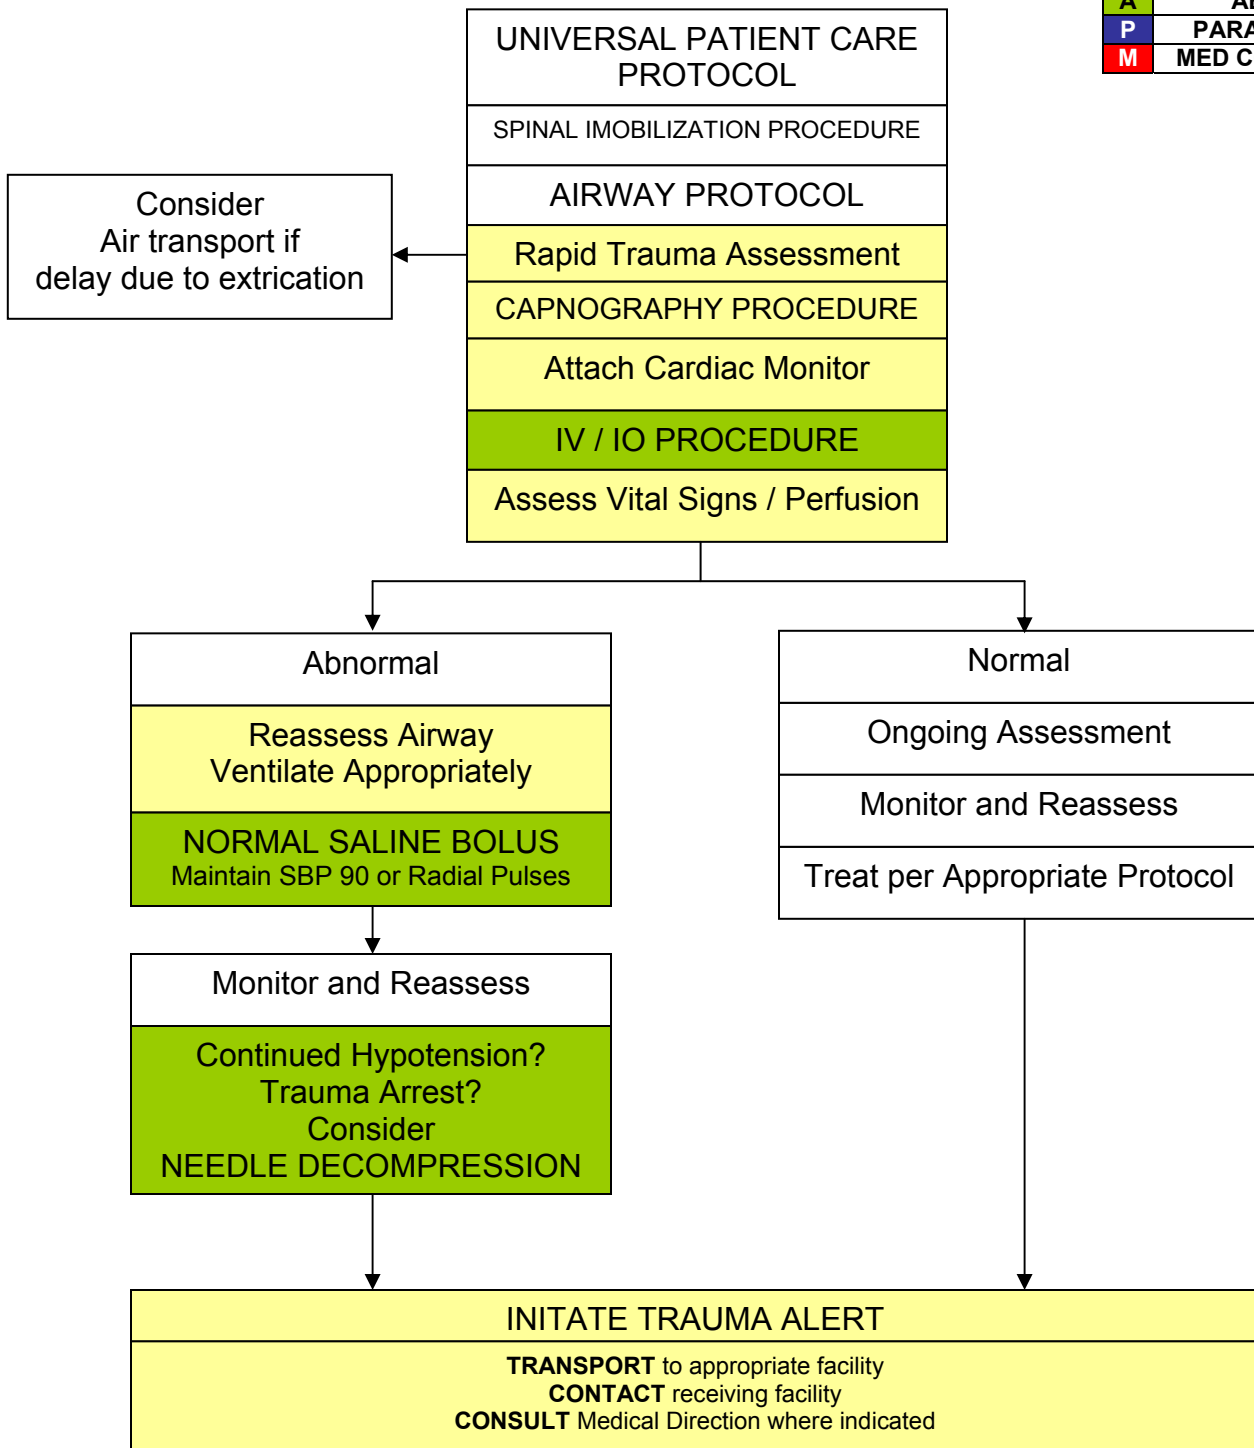 A
P
M
UNIVERSAL PATIENT CARE
PROTOCOL
SPINAL IMOBILIZATION PROCEDURE
AIRWAY PROTOCOL
Consider
Air transport if
delay due to extrication
Rapid Trauma Assessment
CAPNOGRAPHY PROCEDURE
Attach Cardiac Monitor
IV / IO PROCEDURE
Assess Vital Signs / Perfusion
Abnormal
Reassess Airway
Ventilate Appropriately
NORMAL SALINE BOLUS
Maintain SBP 90 or Radial Pulses
Monitor and Reassess
Continued Hypotension?
Trauma Arrest?
Consider
NEEDLE DECOMPRESSION
Normal
Ongoing Assessment
Monitor and Reassess
Treat per Appropriate Protocol
INITATE TRAUMA ALERT
TRANSPORT to appropriate facility
CONTACT receiving facility
CONSULT Medical Direction where indicated